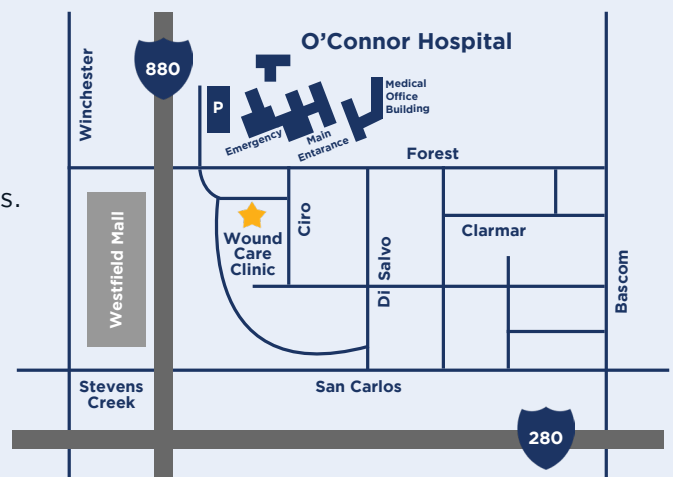 O'Connor Hospital
Winchester
880
P
Emergency
Main
Entarance
Medical
Office
Building
Forest
s.
Westfield Mall
Wound
Care
Clinic
Ciro
Di Salvo
Clarmar
Bascom
Stevens
Creek
San Carlos
280